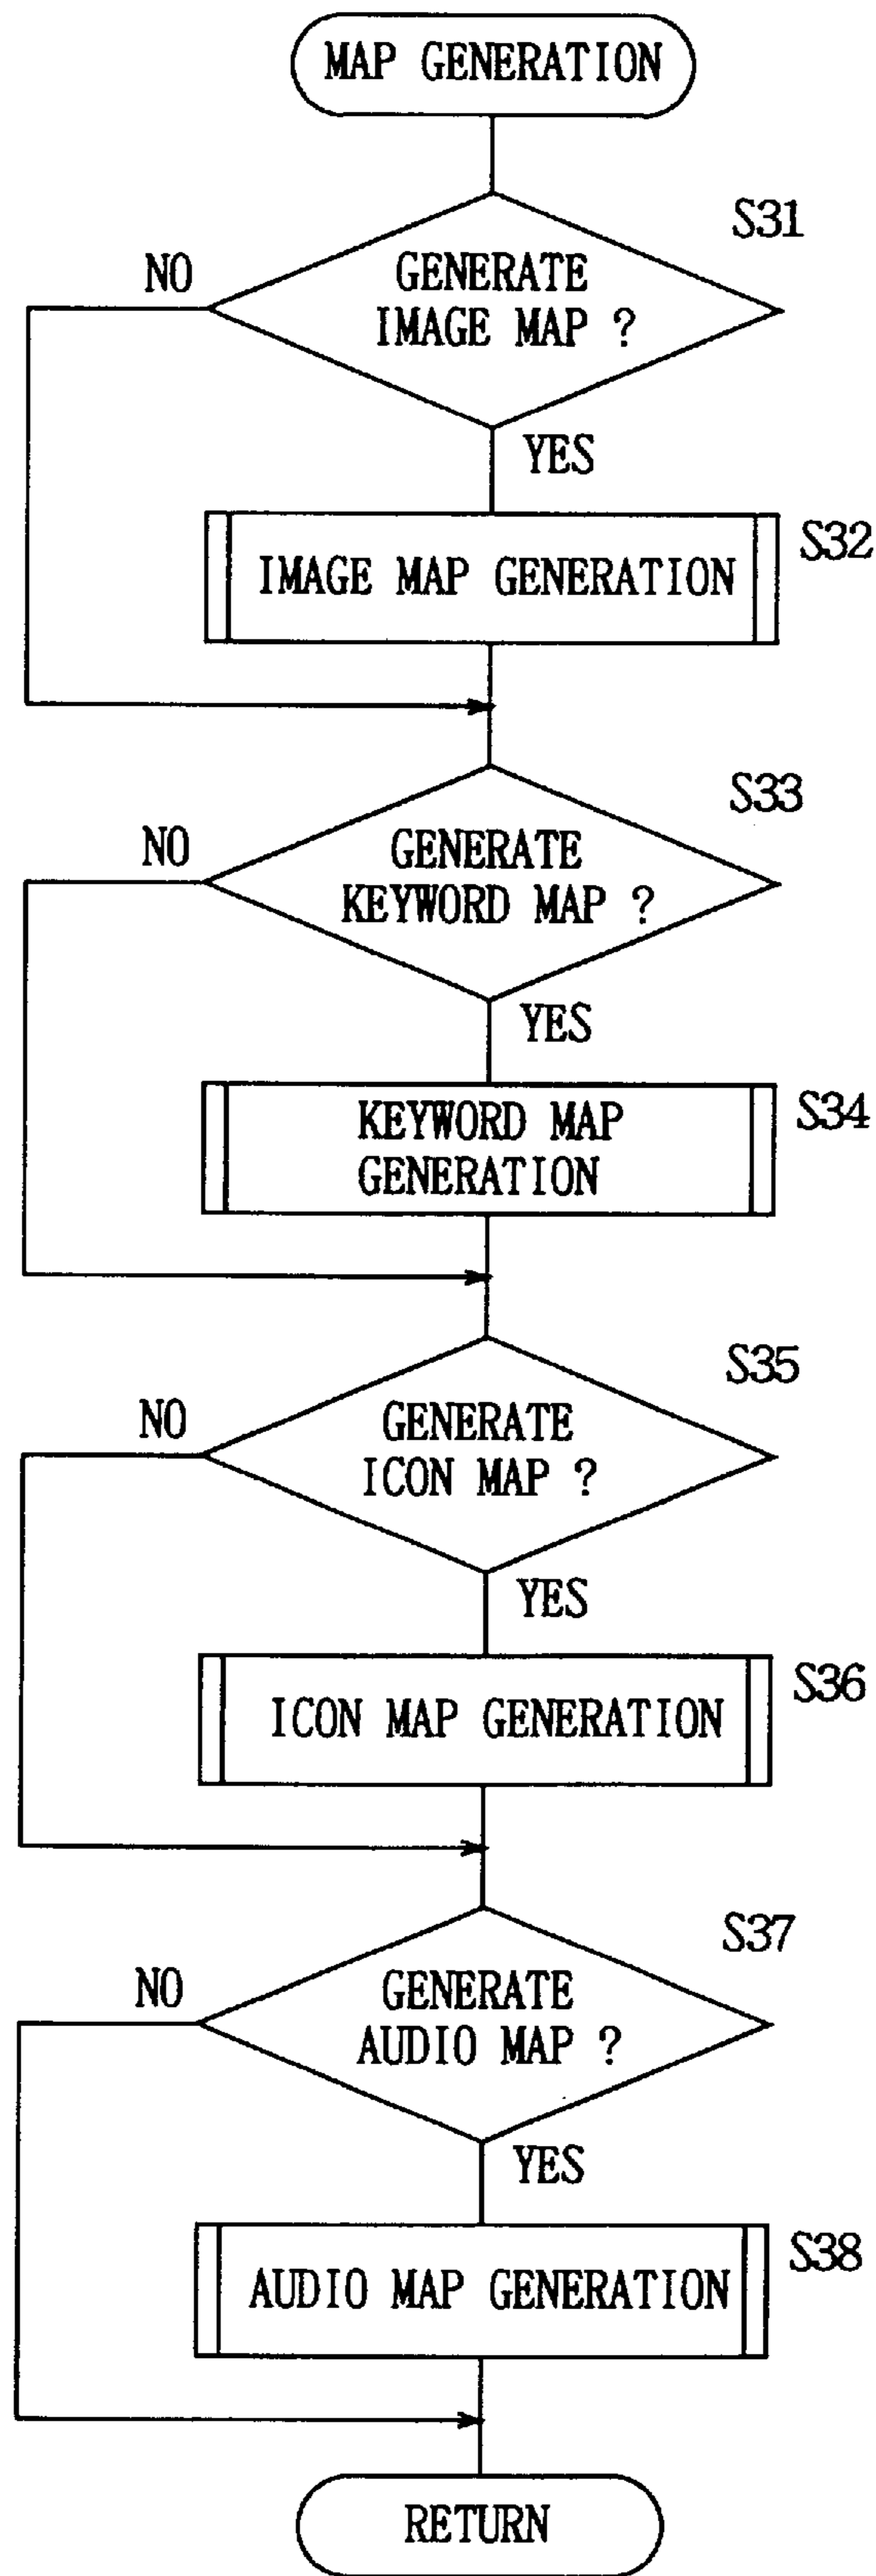 MAP GENERATION
S31
NO
GENERATE
IMAGE MAP ?
YES
S32
IMAGE MAP GENERATION
S33
NO
GENERATE
KEYWORD MAP ?
YES
S34
KEYWORD MAP
GENERATION
S35
NO
GENERATE
ICON MAP ?
YES
S36
ICON MAP GENERATION
S37
NO
GENERATE
AUDIO MAP ?
YES
S38
AUDIO MAP GENERATION
RETURN